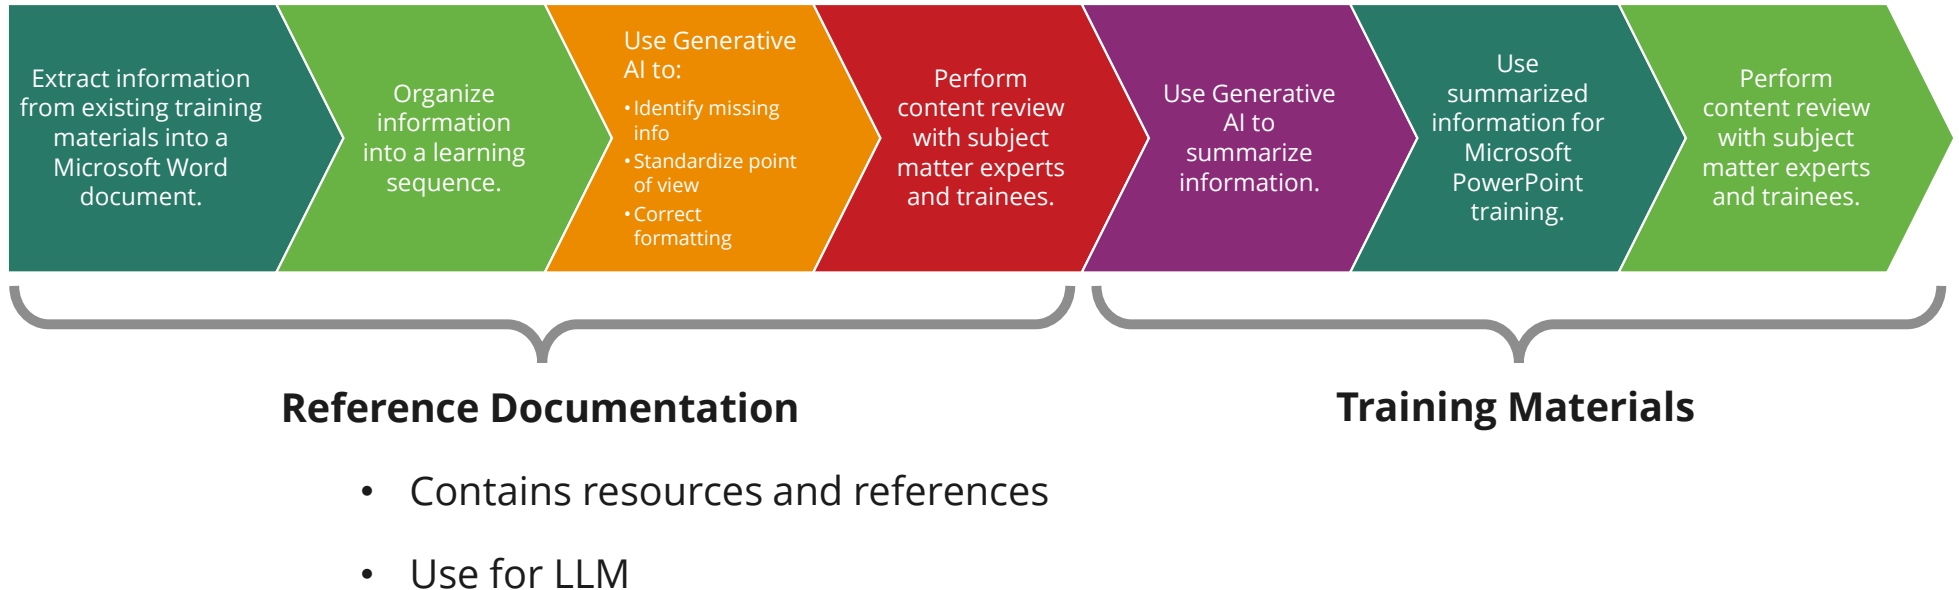 Extract information
from existing training
materials into a
Microsoft Word
document.
Organize
information
into a learning
sequence.
Use Generative
AI to:
• Identify missing
info
• Standardize point
of view
• Correct
formatting
Perform
content review
with subject
matter experts
and trainees.
Use Generative
AI to
summarize
information.
Use
summarized
information for
Microsoft
PowerPoint
training.
Perform
content review
with subject
matter experts
and trainees.
Reference Documentation
• Contains resources and references
• Use for LLM
Training Materials